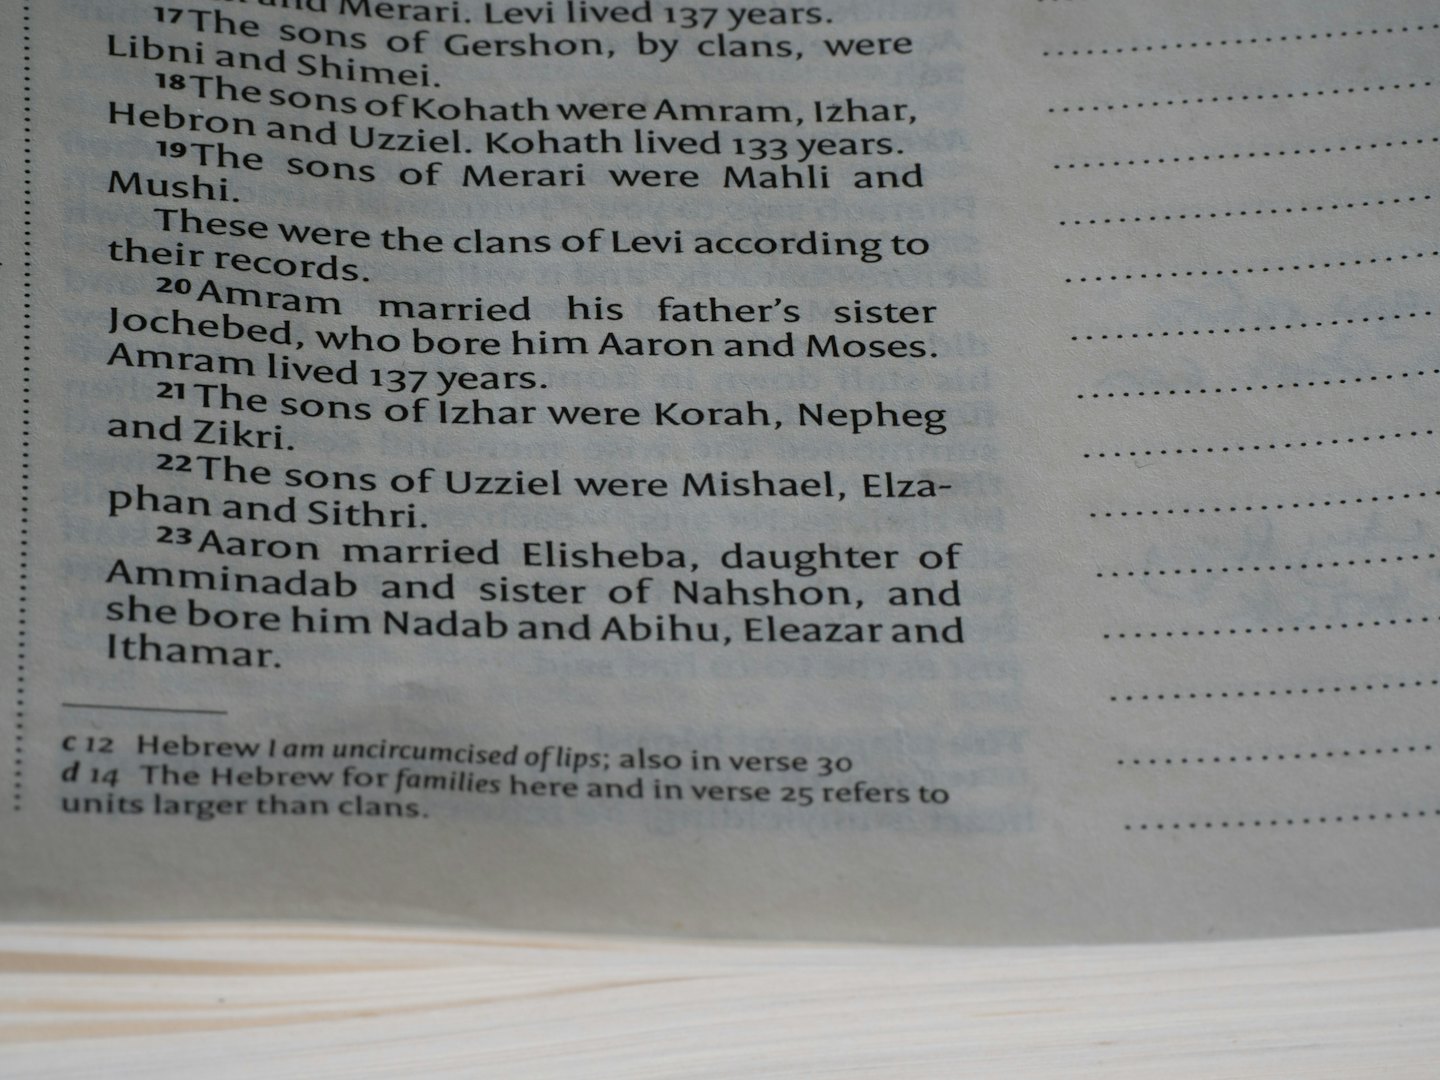 and Merari. Levi lived 137 years.
17 The sons of Gershon, by clans, were
Libni and Shimei.
18 The sons of Kohath were Amram, Izhar,
Hebron and Uzziel. Kohath lived 133 years.
19 The sons of Merari were Mahli and
Mushi.
These were the clans of Levi according to
their records.
20 Amram married his father’s sister
Jochebed, who bore him Aaron and Moses.
Amram lived 137 years.
21 The sons of Izhar were Korah, Nepheg
and Zikri.
22 The sons of Uzziel were Mishael, Elza-
phan and Sithri.
23 Aaron married Elisheba, daughter of
Amminadab and sister of Nahshon, and
she bore him Nadab and Abihu, Eleazar and
Ithamar.
c 12 Hebrew I am uncircumcised of lips; also in verse 30
d 14 The Hebrew for families here and in verse 25 refers to
units larger than clans.